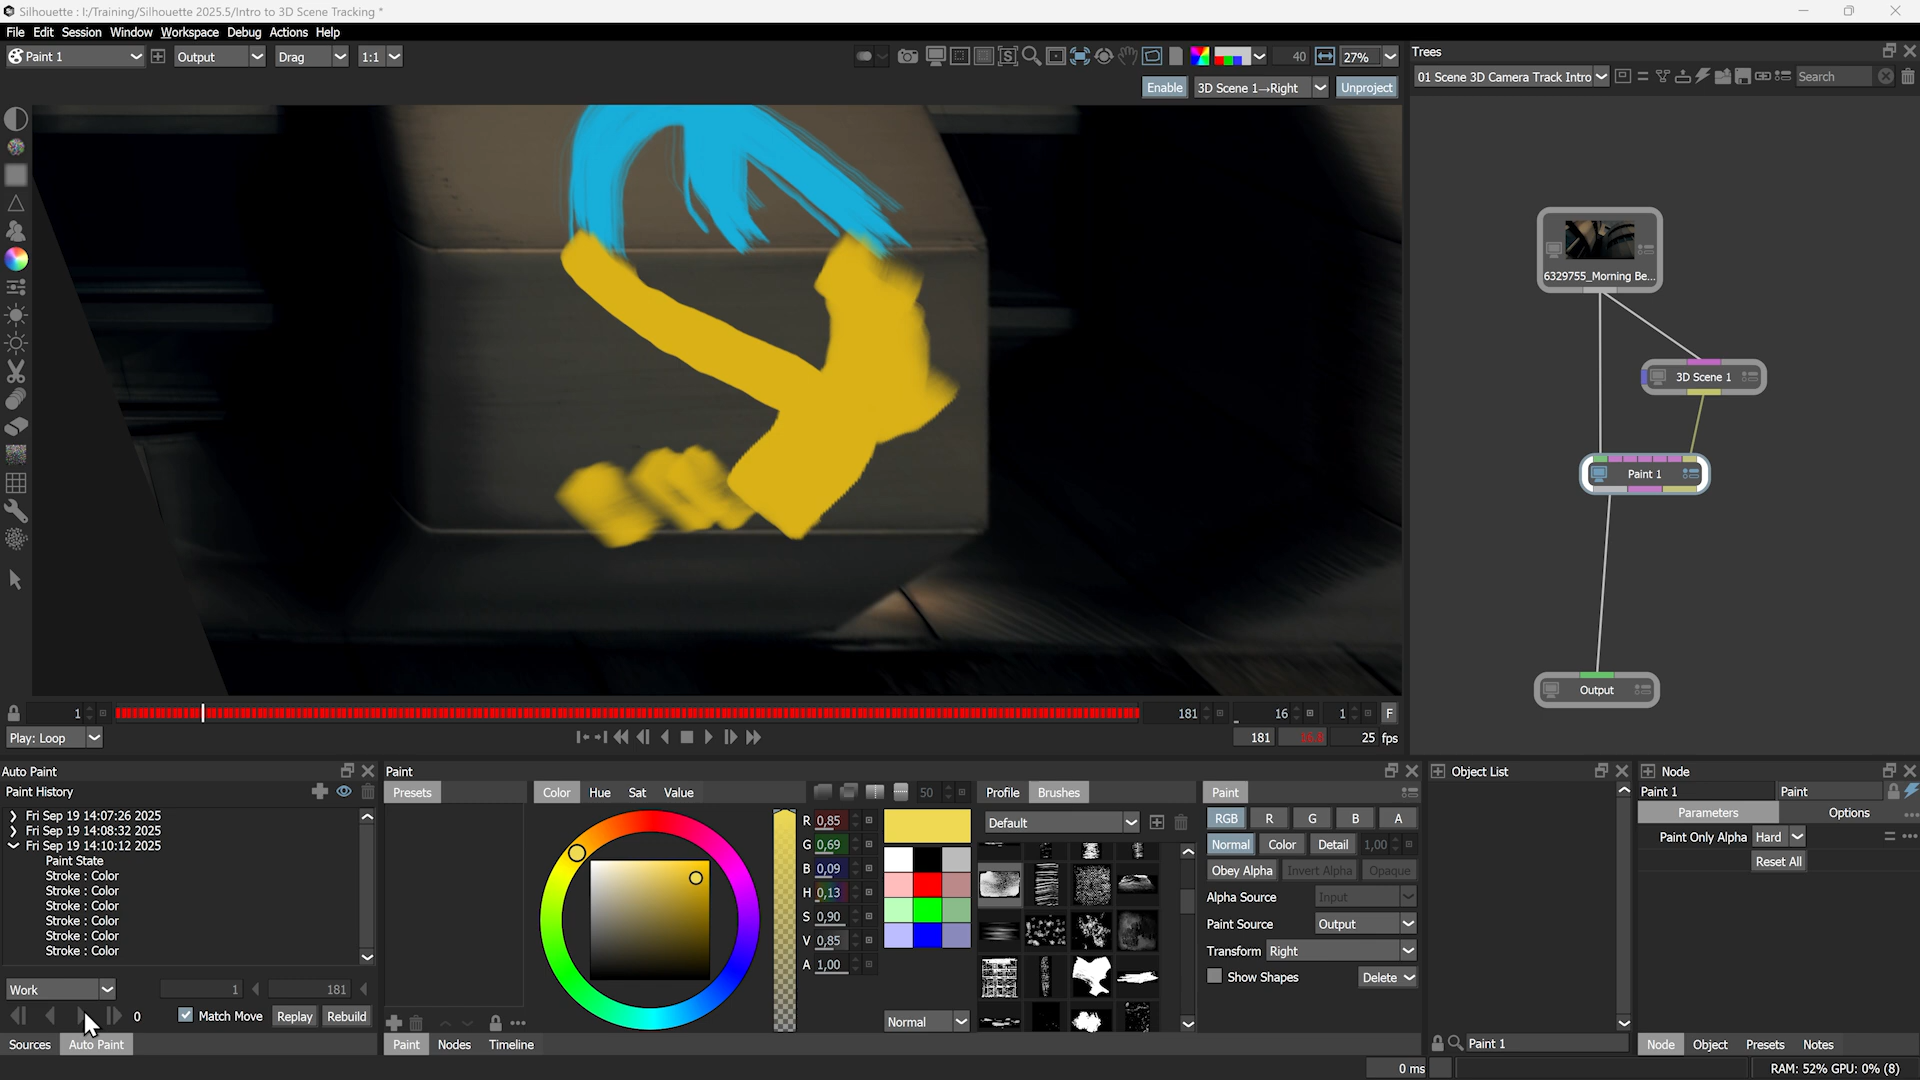 Silhouette : I:/Training/Silhouette 2025.5/Intro to 3D Scene Tracking *
File Edit Session Window Workspace Debug Actions Help
Paint 1 Output Drag 1:1 40 27%
Enable 3D Scene 1→Right Unproject
Trees
01 Scene 3D Camera Track Intro Search
6329755_Morning Be...
3D Scene 1
Paint 1
Output
1 181 16 1 F
Play: Loop 181 16.8 25 fps
Auto Paint
Paint History
Fri Sep 19 14:07:26 2025
Fri Sep 19 14:08:32 2025
Fri Sep 19 14:10:12 2025
Paint State
Stroke : Color
Stroke : Color
Stroke : Color
Stroke : Color
Stroke : Color
Stroke : Color
Work 1 181
0 Match Move Replay Rebuild
Sources Auto Paint
Paint
Presets
Color Hue Sat Value 50
R 0,85
G 0,69
B 0,09
H 0,13
S 0,90
V 0,85
A 1,00
Normal
Profile Brushes
Default
Paint
RGB R G B A
Normal Color Detail 1,00
Obey Alpha Invert Alpha Opaque
Alpha Source Input
Paint Source Output
Transform Right
Show Shapes Delete
Paint Nodes Timeline
Object List
Paint 1
Node
Paint 1 Paint
Parameters Options
Paint Only Alpha Hard
Reset All
Node Object Presets Notes
0 ms RAM: 52% GPU: 0% (8)